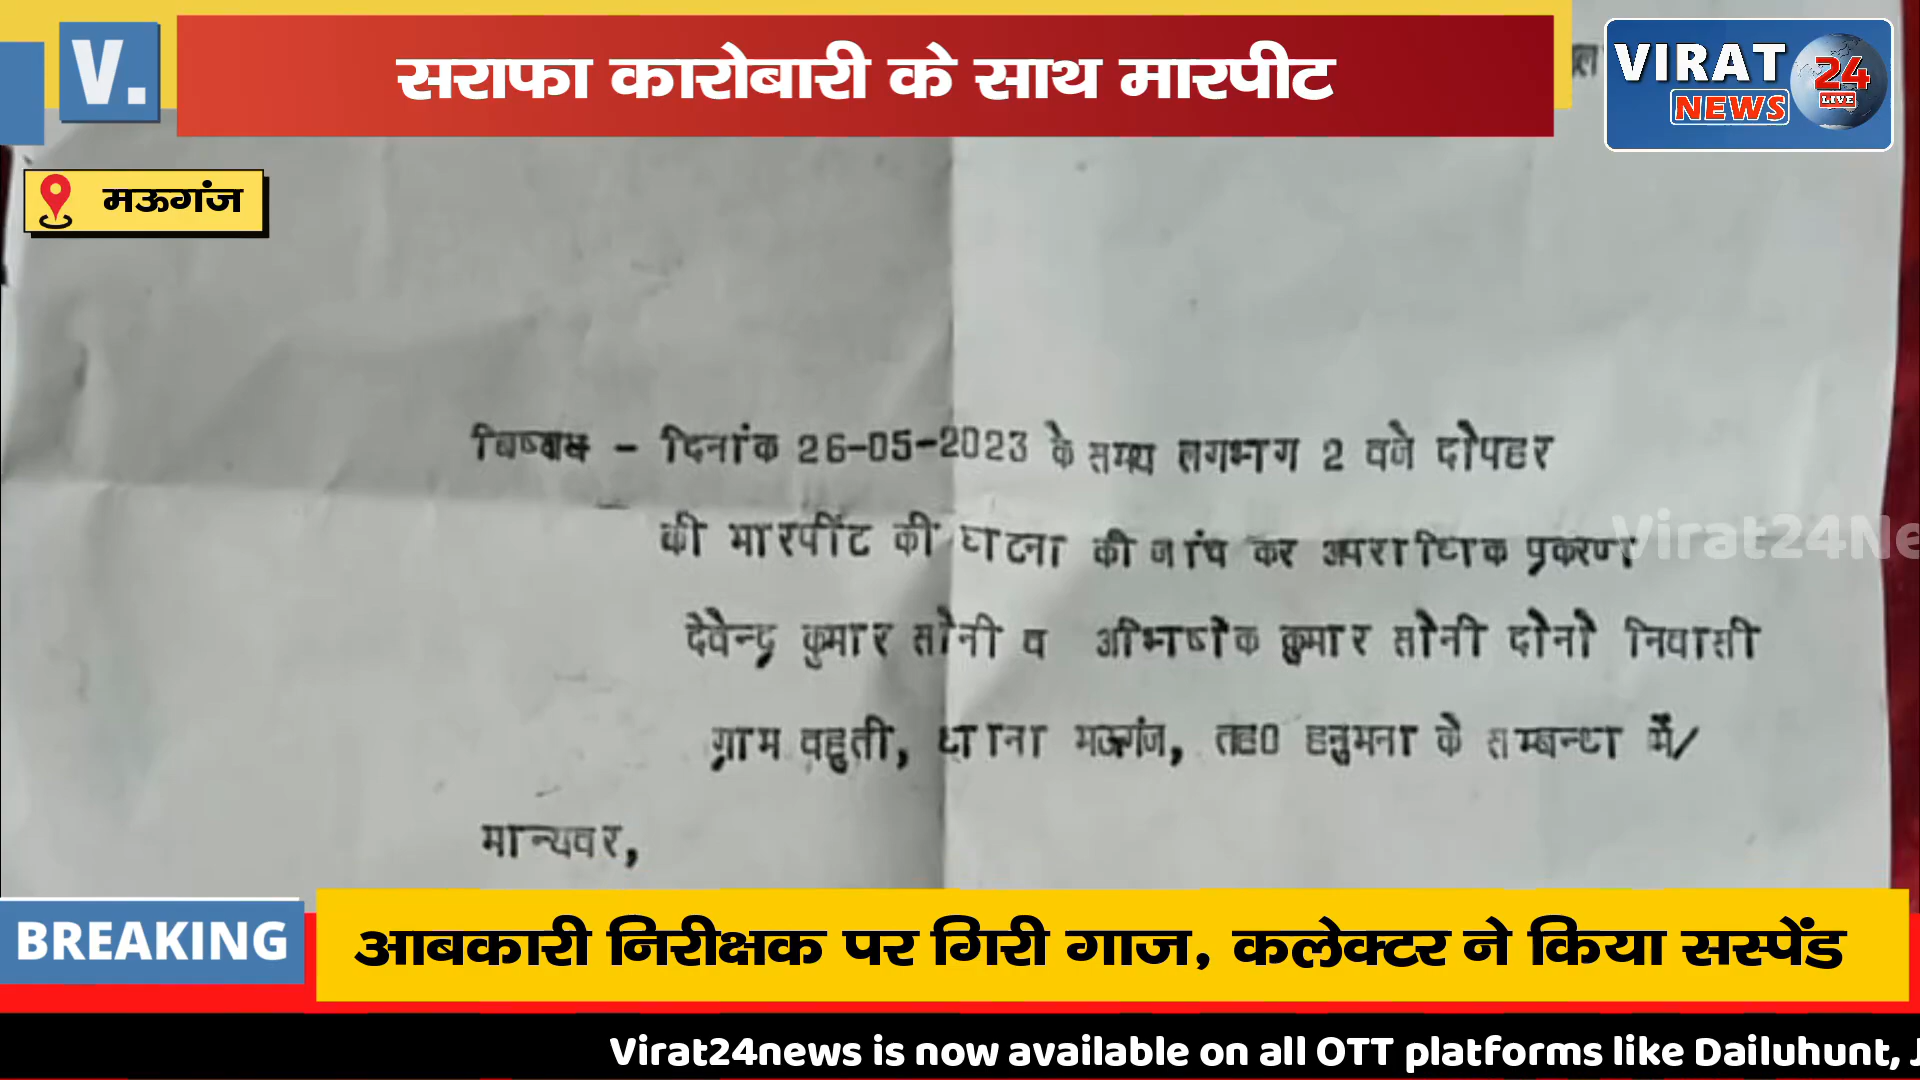 V.
सराफा कारोबारी के साथ मारपीट
VIRAT
24
LIVE
NEWS
मऊगंज
विषय - दिनांक 26-05-2023 के समय लगभग 2 वजे दोपहर
की मारपींट की घटना की जांच कर अपराधिक प्रकरण
Virat24Ne
देवेन्द्र कुमार सोनी व अभिषेक कुमार सोनी दोनो निवासी
ग्राम वहुती, थाना मऊगंज, तह0 हनुमना के सम्बन्ध में/
मान्यवर,
BREAKING
आबकारी निरीक्षक पर गिरी गाज, कलेक्टर ने किया सस्पेंड
Virat24news is now available on all OTT platforms like Dailuhunt, J